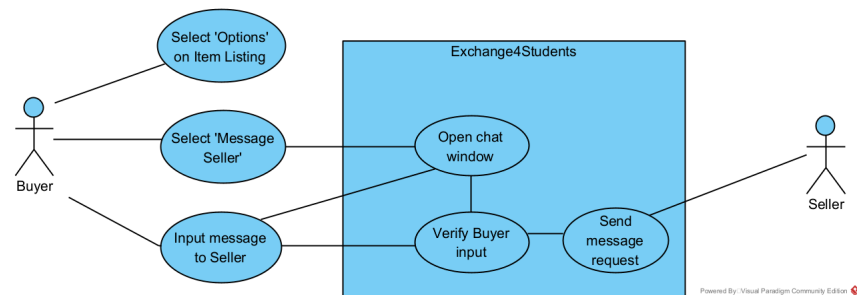 Select 'Options'
on Item Listing
Exchange4Students
Buyer
Select 'Message
Seller'
Open chat
window
Seller
Input message
to Seller
Verify Buyer
input
Send
message
request
Powered By: Visual Paradigm Community Edition